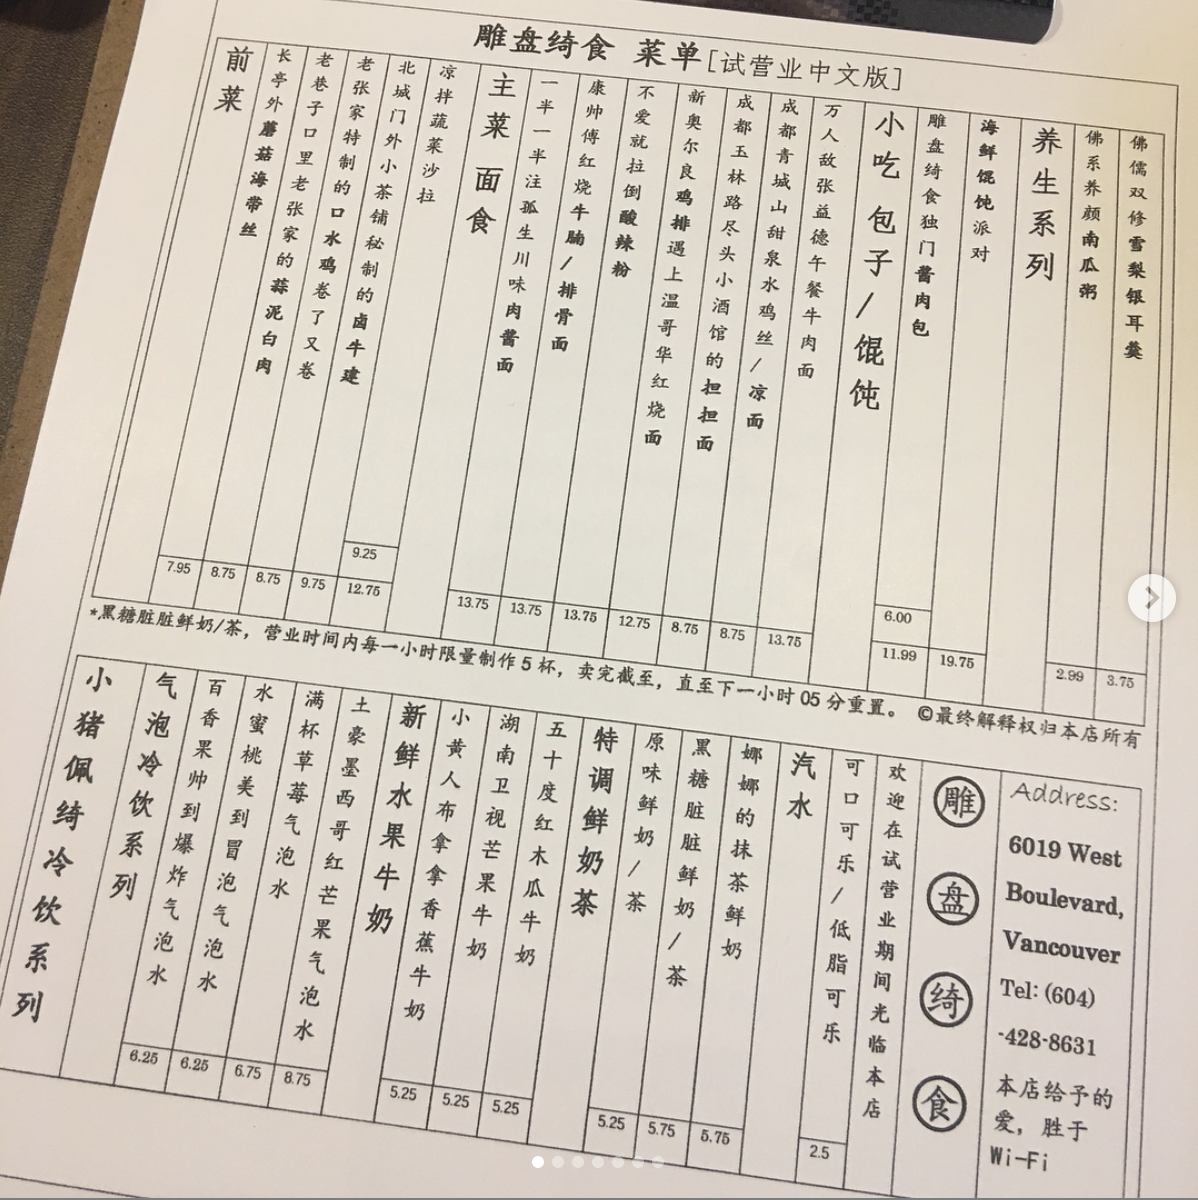 雕盘绮食 菜单[试营业中文版]
前菜
长亭外蘑菇海带丝
7.95
老巷子口里老张家的蒜泥白肉
8.75
老张家特制的口水鸡卷了又卷
8.75
北城门外小茶铺秘制的卤牛建
9.75
凉拌蔬菜沙拉
9.25
12.75
主菜 面食
一半一半注孤生川味肉酱面
13.75
康帅傅红烧牛腩/排骨面
13.75
不爱就拉倒酸辣粉
13.75
新奥尔良鸡排遇上温哥华红烧面
12.75
成都玉林路尽头小酒馆的担担面
8.75
成都青城山甜泉水鸡丝/凉面
8.75
万人敌张益德午餐牛肉面
13.75
小吃 包子/馄饨
雕盘绮食独门酱肉包
6.00
11.99
海鲜馄饨派对
19.75
养生系列
佛系养颜南瓜粥
2.99
佛儒双修雪梨银耳羹
3.75
*黑糖脏脏鲜奶/茶，营业时间内每一小时限量制作5杯，卖完截至，直至下一小时05分重置。 ©最终解释权归本店所有
小猪佩绮冷饮系列
气泡冷饮系列
百香果帅到爆炸气泡水
6.25
水蜜桃美到冒泡气泡水
6.25
满杯草莓气泡水
6.75
土豪墨西哥红芒果气泡水
8.75
新鲜水果牛奶
小黄人布拿拿香蕉牛奶
5.25
湖南卫视芒果牛奶
5.25
五十度红木瓜牛奶
5.25
特调鲜奶茶
原味鲜奶/茶
5.25
黑糖脏脏鲜奶/茶
5.75
娜娜的抹茶鲜奶
5.75
汽水
可口可乐/低脂可乐
2.5
欢迎在试营业期间光临本店
雕盘绮食
Address:
6019 West
Boulevard,
Vancouver
Tel: (604)
-428-8631
本店给予的
爱，胜于
Wi-Fi